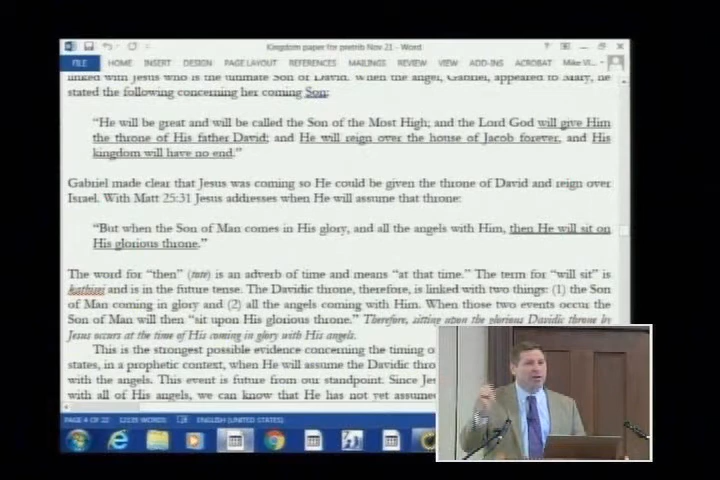 Kingdom paper for pretrib Nov 21 - Word
FILE HOME INSERT DESIGN PAGE LAYOUT REFERENCES MAILINGS REVIEW VIEW ADD-INS ACROBAT Mike Vl...
linked with Jesus who is the ultimate Son of David. When the angel, Gabriel, appeared to Mary, he
stated the following concerning her coming Son:
"He will be great and will be called the Son of the Most High; and the Lord God will give Him
the throne of His father David; and He will reign over the house of Jacob forever, and His
kingdom will have no end."
Gabriel made clear that Jesus was coming so He could be given the throne of David and reign over
Israel. With Matt 25:31 Jesus addresses when He will assume that throne:
"But when the Son of Man comes in His glory, and all the angels with Him, then He will sit on
His glorious throne."
The word for "then" (tote) is an adverb of time and means "at that time." The term for "will sit" is
kathisei and is in the future tense. The Davidic throne, therefore, is linked with two things: (1) the Son
of Man coming in glory and (2) all the angels coming with Him. When those two events occur the
Son of Man will then "sit upon His glorious throne." Therefore, sitting upon the glorious Davidic throne by
Jesus occurs at the time of His coming in glory with His angels.
This is the strongest possible evidence concerning the timing o
states, in a prophetic context, when He will assume the Davidic thro
with the angels. This event is future from our standpoint. Since Jes
with all of His angels, we can know that He has not yet assume
PAGE 4 OF 22 12135 WORDS ENGLISH (UNITED STATES)